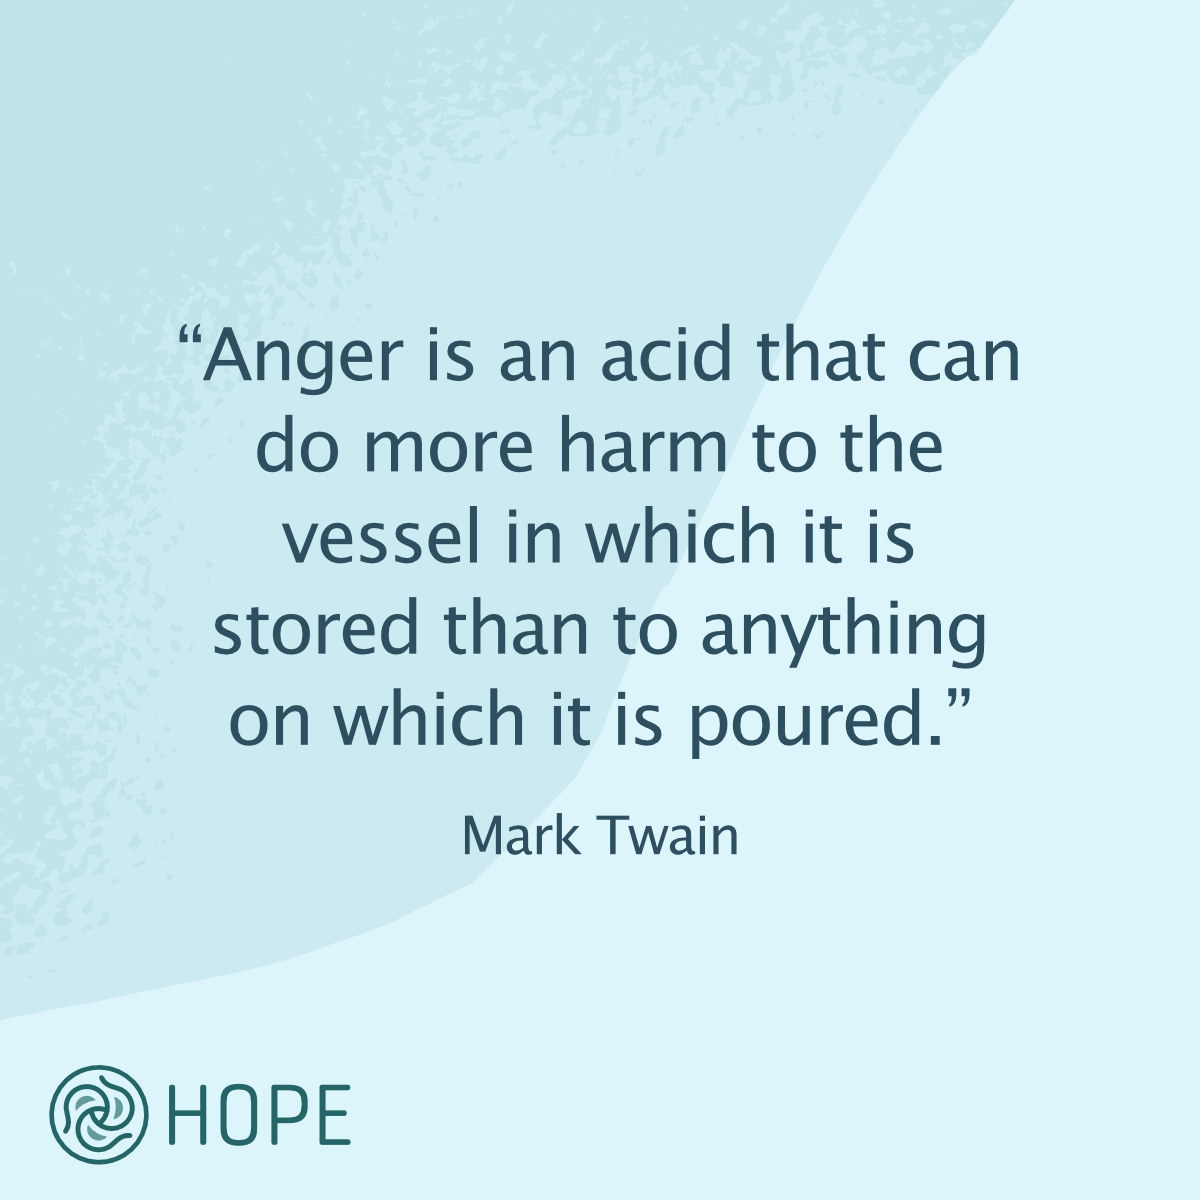 “Anger is an acid that can
do more harm to the
vessel in which it is
stored than to anything
on which it is poured.”
Mark Twain
HOPE